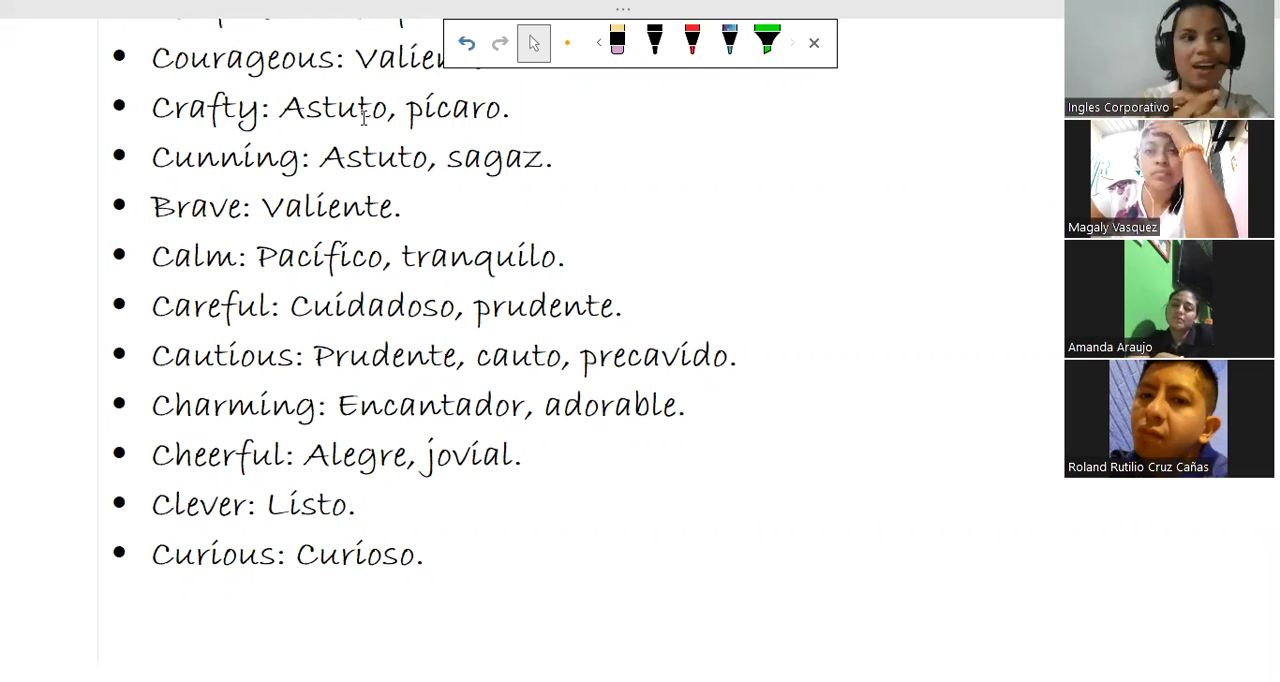 Courageous:
Crafty: Astuto, pícaro.
Cunning: Astuto, sagaz.
Brave: Valiente.
Calm: Pacífico, tranquilo.
Careful: Cuidadoso, prudente.
Cautious: Prudente, cauto, precavido.
Charming: Encantador, adorable.
Cheerful: Alegre, jovial.
Clever: Listo.
Curious: Curioso.
Ingles Corporativo
Magaly Vasquez
Amanda Araujo
Roland Rutilio Cruz Cañas